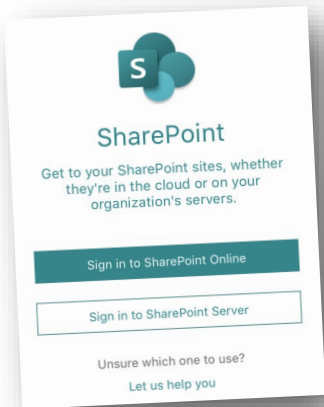 S
SharePoint
Get to your SharePoint sites, whether
they're in the cloud or on your
organization's servers.
Sign in to SharePoint Online
Sign in to SharePoint Server
Unsure which one to use?
Let us help you